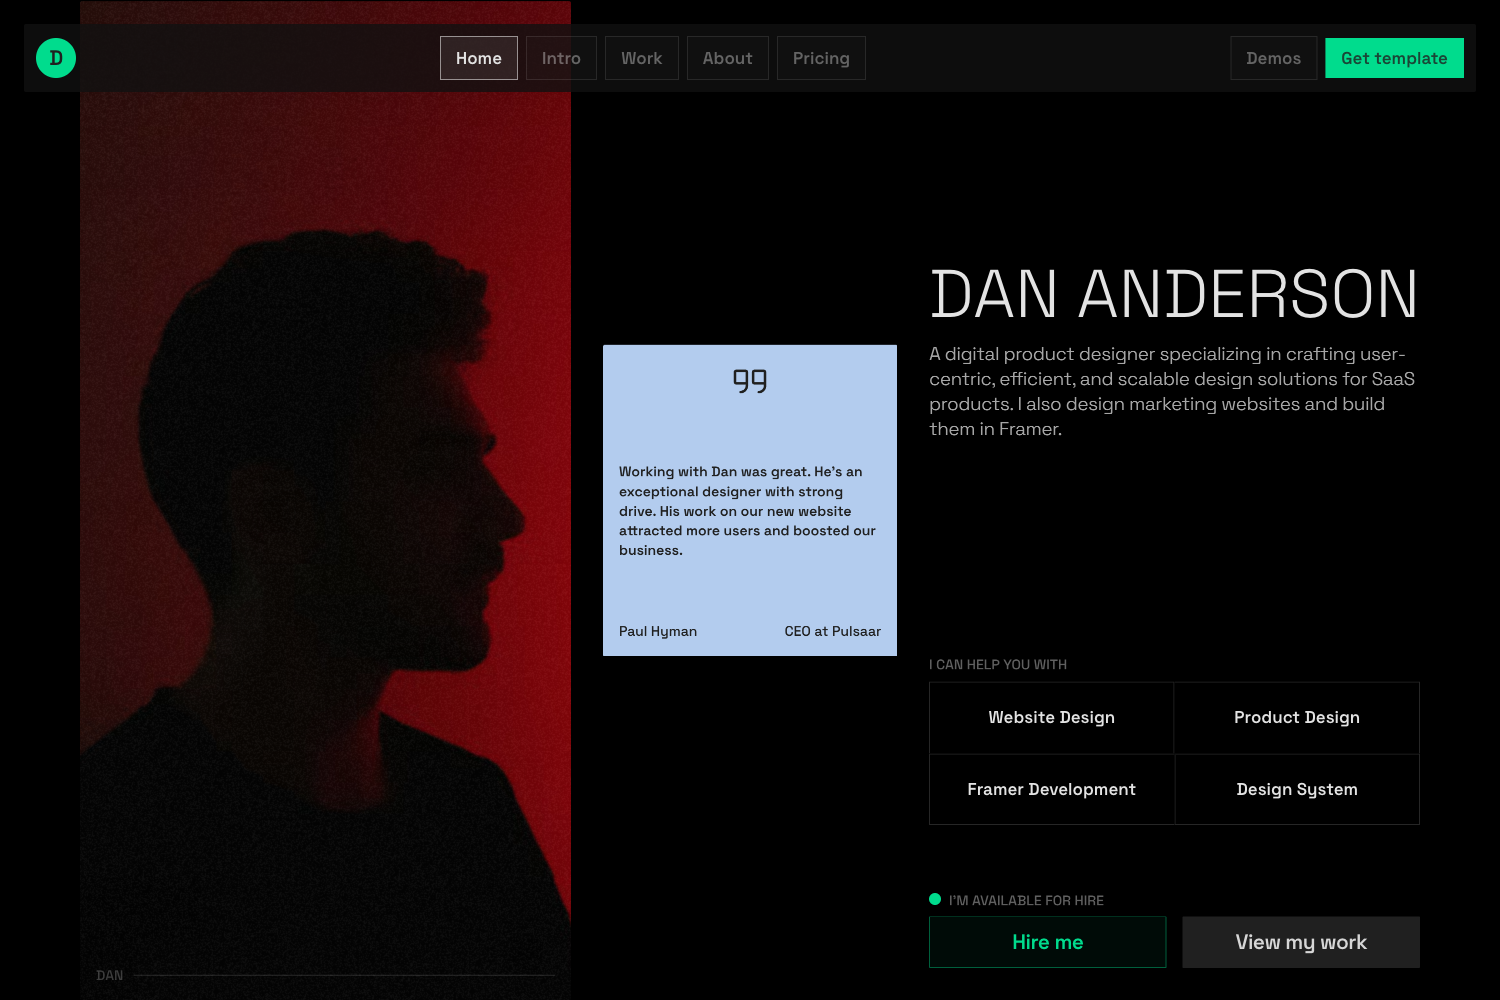 D
Home
Intro
Work
About
Pricing
Demos
Get template
DAN ANDERSON
A digital product designer specializing in crafting user-
centric, efficient, and scalable design solutions for SaaS
products. I also design marketing websites and build
them in Framer.
Working with Dan was great. He's an
exceptional designer with strong
drive. His work on our new website
attracted more users and boosted our
business.
Paul Hyman
CEO at Pulsaar
I CAN HELP YOU WITH
Website Design
Product Design
Framer Development
Design System
I'M AVAILABLE FOR HIRE
Hire me
View my work
DAN